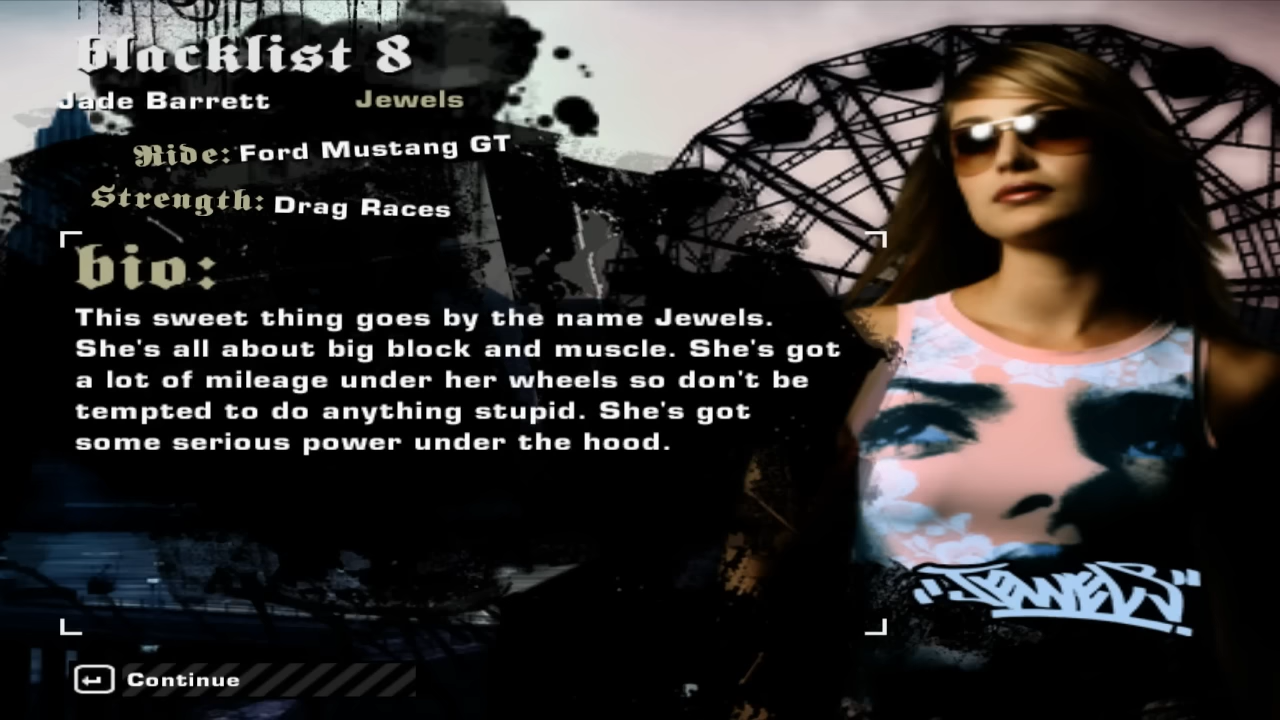 blacklist 8
Jade Barrett Jewels
Ride: Ford Mustang GT
Strength: Drag Races
bio:
This sweet thing goes by the name Jewels.
She's all about big block and muscle. She's got
a lot of mileage under her wheels so don't be
tempted to do anything stupid. She's got
some serious power under the hood.
"JEWELS"
Continue